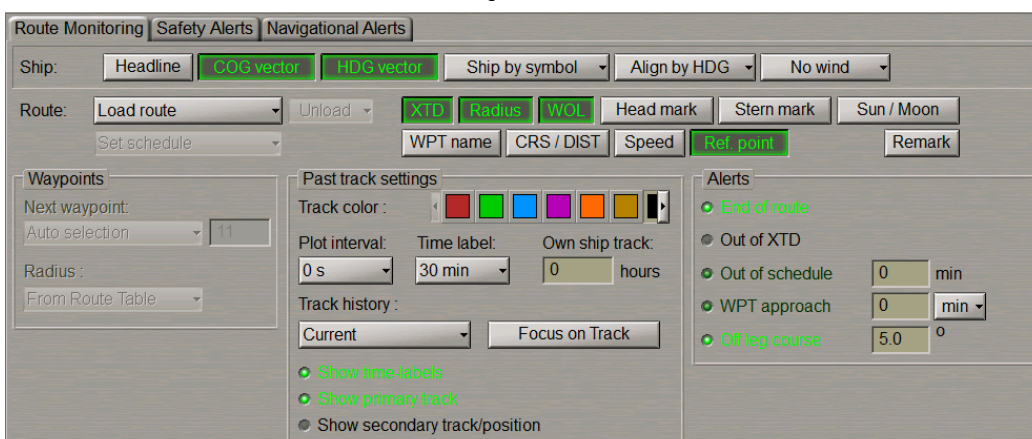 Route Monitoring Safety Alerts Navigational Alerts
Ship: Headline COG vector HDG vector Ship by symbol Align by HDG No wind
Route: Load route Unload XTD Radius WOL Head mark Stern mark Sun / Moon
Set schedule WPT name CRS / DIST Speed Ref. point Remark
Waypoints
Next waypoint:
Auto selection 11
Radius :
From Route Table
Past track settings
Track color :
Plot interval: Time label: Own ship track:
0 s 30 min 0 hours
Track history :
Current Focus on Track
Show time-labels
Show primary track
Show secondary track/position
Alerts
End of route
Out of XTD
Out of schedule 0 min
WPT approach 0 min
Off leg course 5.0 °